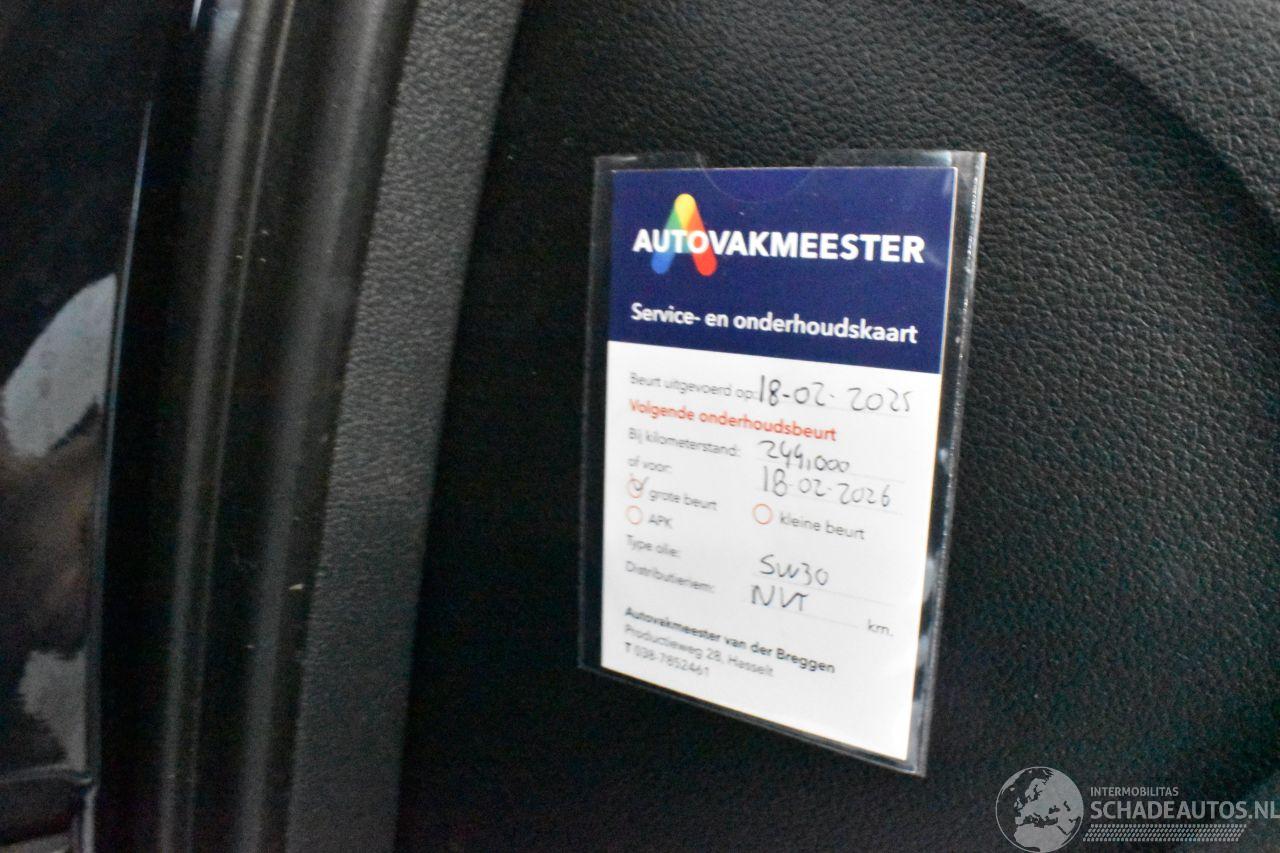 AUTOVAKMEESTER
Service- en onderhoudskaart
Beurt uitgevoerd op: 18-02-2025
Volgende onderhoudsbeurt
Bij kilometerstand: 244,000
of voor: 18-02-2026
grote beurt kleine beurt
APK
Type olie: 5W30
Distributieriem: NVT km.
Autovakmeester van der Breggen
Productieweg 28, Hasselt
T 038-7852461
INTERMOBILITAS
SCHADEAUTOS.NL